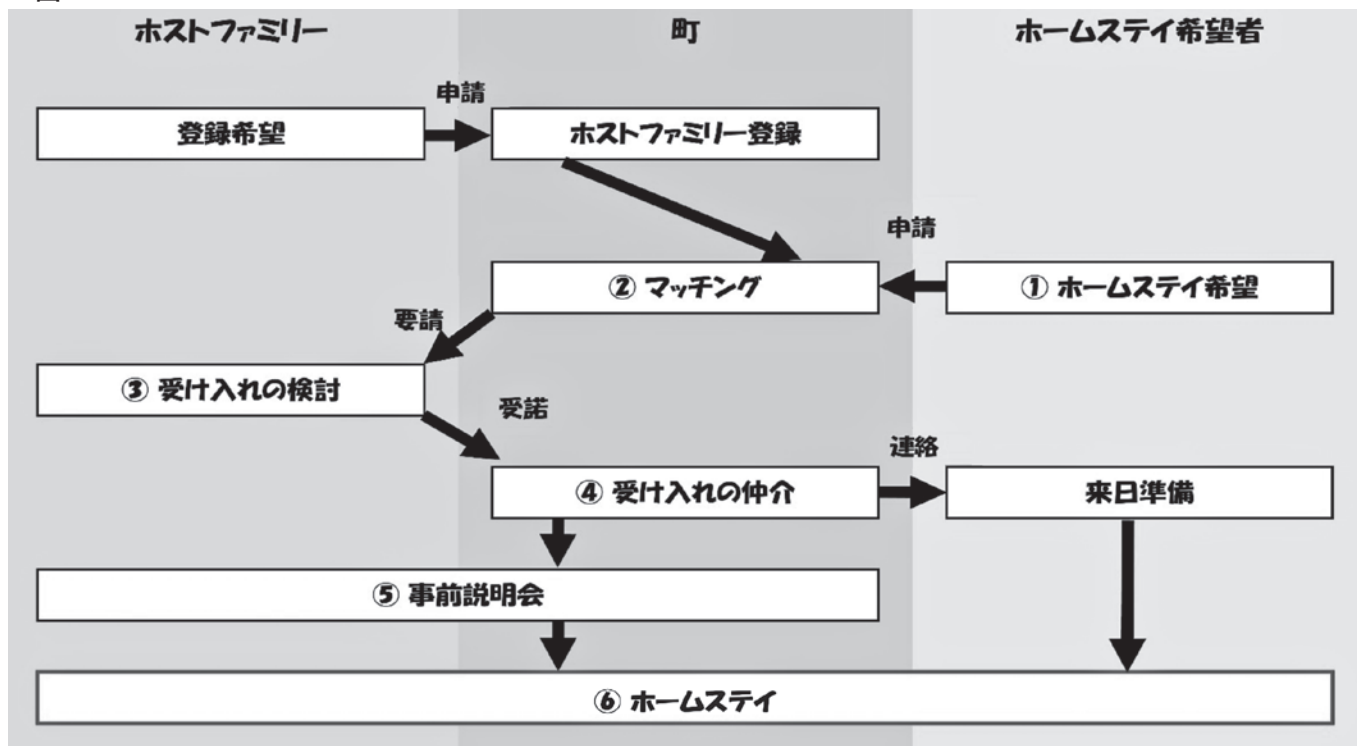 ホストファミリー
町
ホームステイ希望者
申請
登録希望
ホストファミリー登録
申請
② マッチング
① ホームステイ希望
要請
③ 受け入れの検討
受諾
連絡
④ 受け入れの仲介
来日準備
⑤ 事前説明会
⑥ ホームステイ